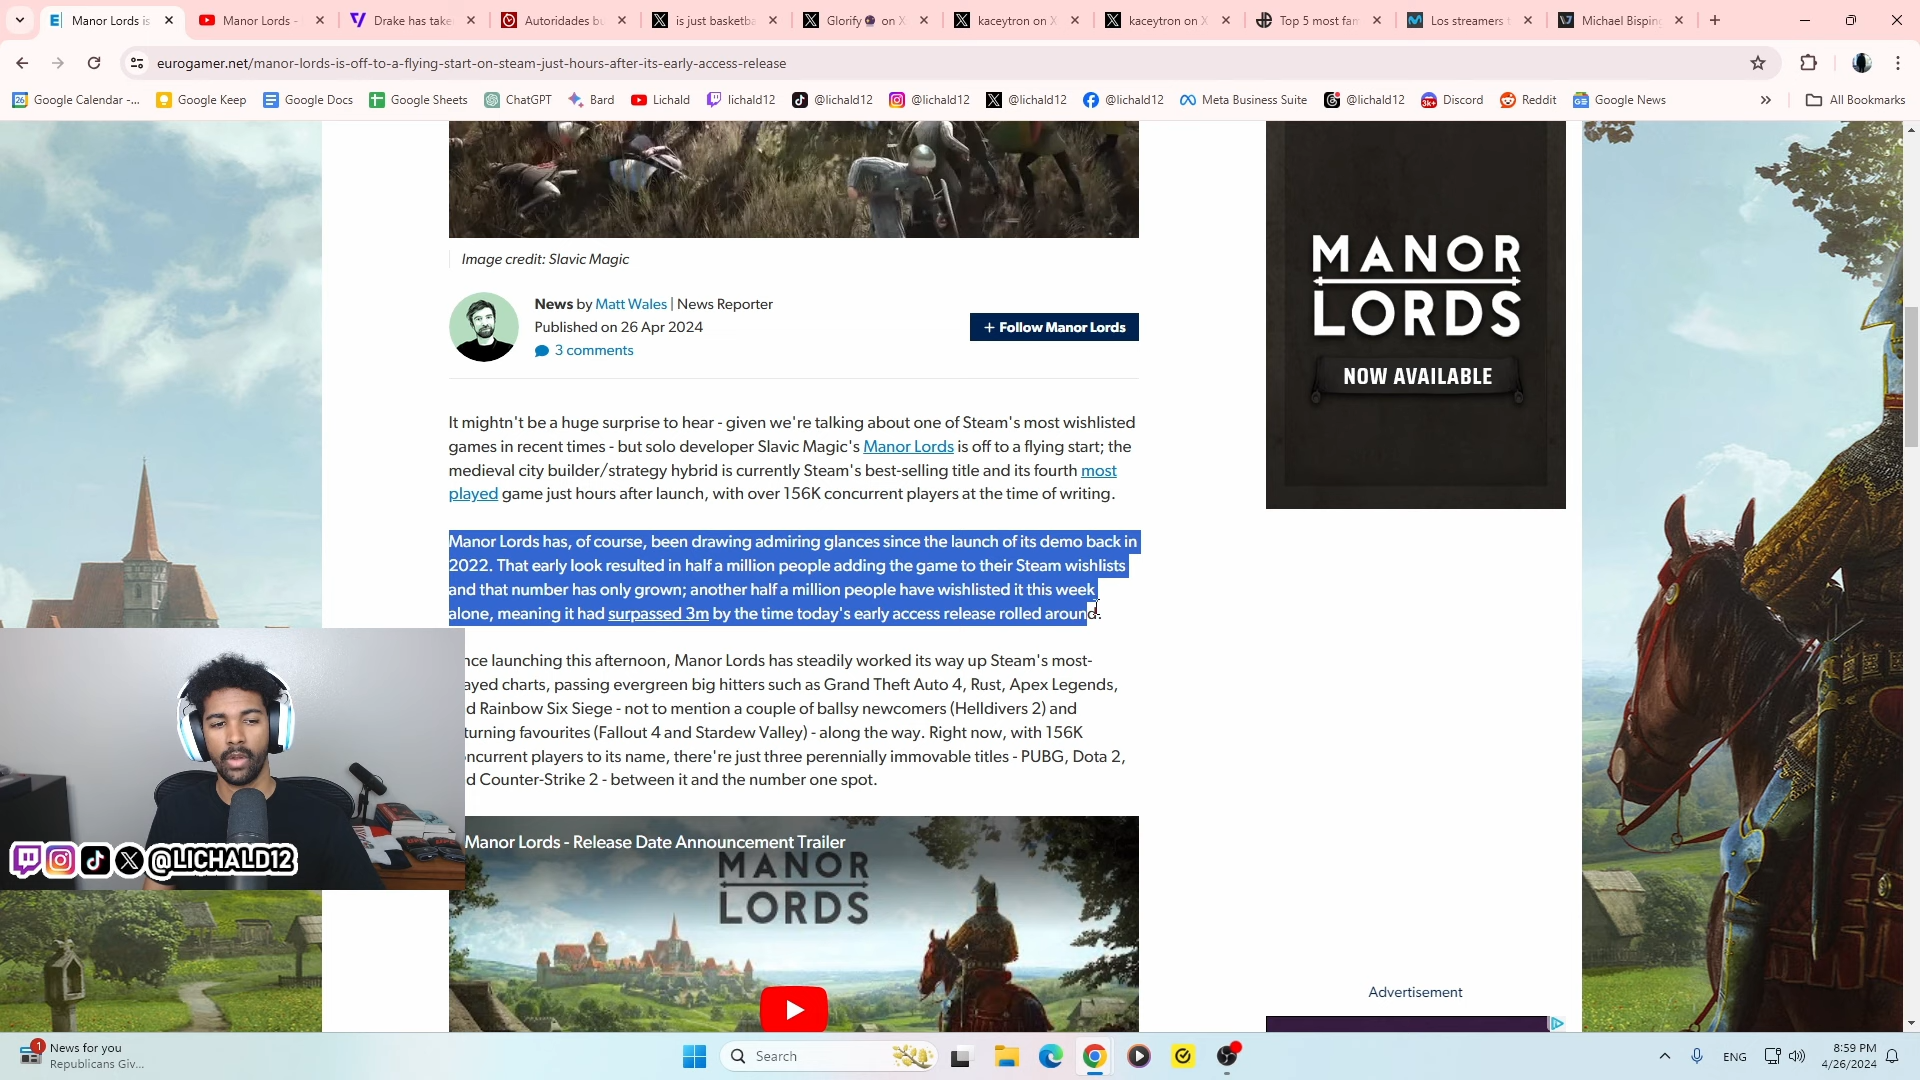 Manor Lords is
Manor Lords -
Drake has take
Autoridades bu
is just basketba
Glorify🔮 on X
kaceytron on X
kaceytron on X
Top 5 most fam
Los streamers t
Michael Bisping
eurogamer.net/manor-lords-is-off-to-a-flying-start-on-steam-just-hours-after-its-early-access-release
Google Calendar -...
Google Keep
Google Docs
Google Sheets
ChatGPT
Bard
Lichald
lichald12
@lichald12
@lichald12
@lichald12
@lichald12
Meta Business Suite
@lichald12
Discord
Reddit
Google News
All Bookmarks
Image credit: Slavic Magic
News by Matt Wales | News Reporter
Published on 26 Apr 2024
3 comments
+ Follow Manor Lords
It mightn't be a huge surprise to hear - given we're talking about one of Steam's most wishlisted
games in recent times - but solo developer Slavic Magic's Manor Lords is off to a flying start; the
medieval city builder/strategy hybrid is currently Steam's best-selling title and its fourth most
played game just hours after launch, with over 156K concurrent players at the time of writing.
Manor Lords has, of course, been drawing admiring glances since the launch of its demo back in
2022. That early look resulted in half a million people adding the game to their Steam wishlists
and that number has only grown; another half a million people have wishlisted it this week
alone, meaning it had surpassed 3m by the time today's early access release rolled around.
nce launching this afternoon, Manor Lords has steadily worked its way up Steam's most-
ayed charts, passing evergreen big hitters such as Grand Theft Auto 4, Rust, Apex Legends,
d Rainbow Six Siege - not to mention a couple of ballsy newcomers (Helldivers 2) and
turning favourites (Fallout 4 and Stardew Valley) - along the way. Right now, with 156K
oncurrent players to its name, there're just three perennially immovable titles - PUBG, Dota 2,
d Counter-Strike 2 - between it and the number one spot.
Manor Lords - Release Date Announcement Trailer
MANOR
LORDS
MANOR
LORDS
NOW AVAILABLE
Advertisement
@LICHALD12
1
News for you
Republicans Giv...
Search
ENG
8:59 PM
4/26/2024